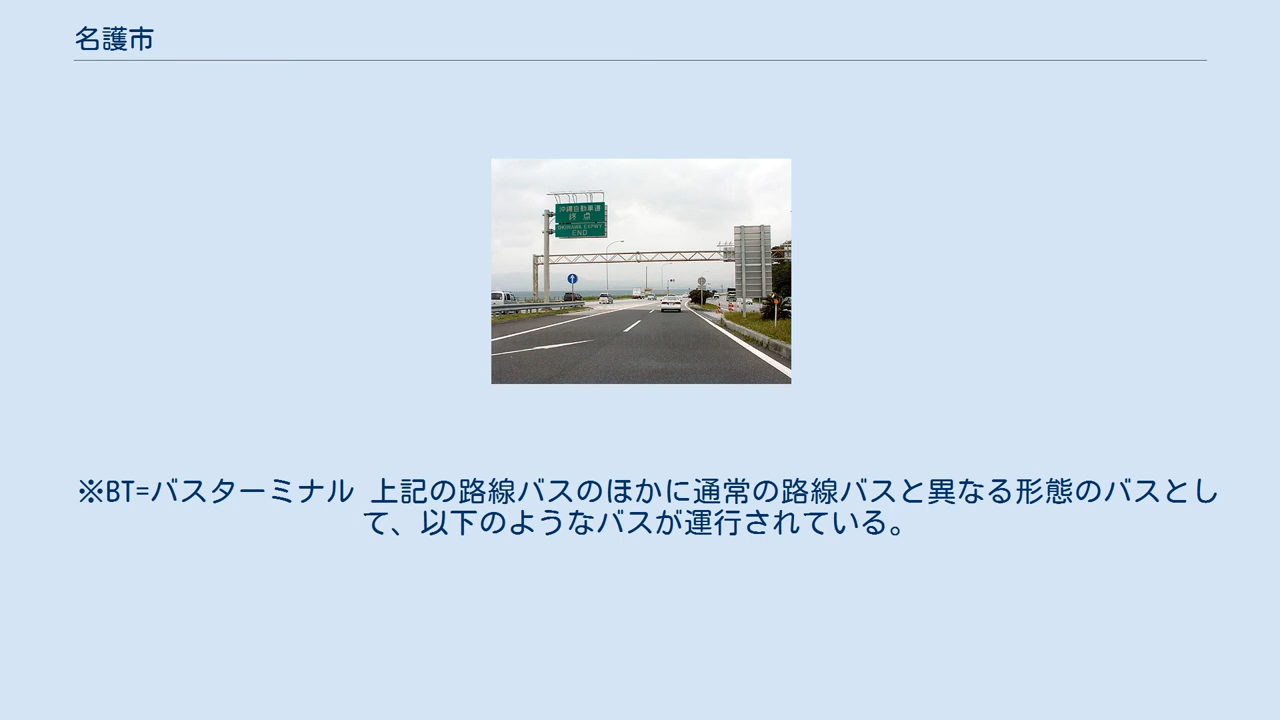 名護市
沖縄自動車道
終点
OKINAWA EXPWY
END
※BT=バスターミナル 上記の路線バスのほかに通常の路線バスと異なる形態のバスとし
て、以下のようなバスが運行されている。